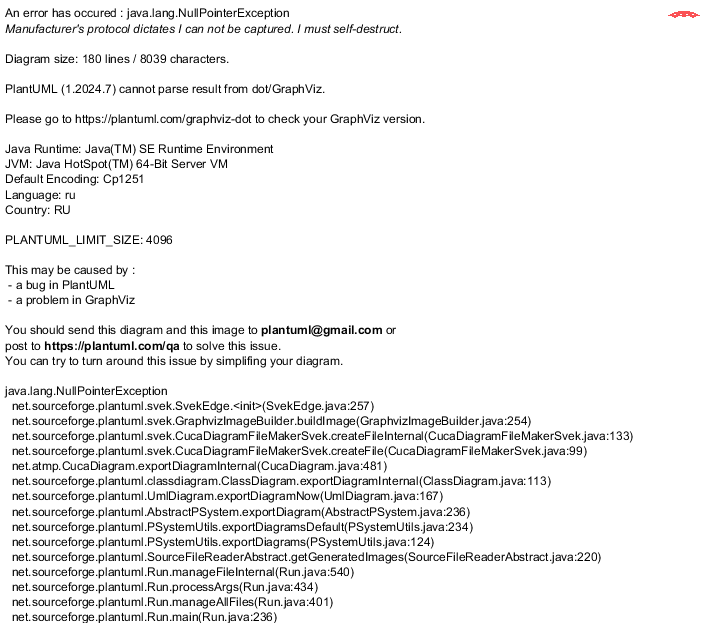 An error has occured : java.lang.NullPointerException
Manufacturer's protocol dictates I can not be captured. I must self-destruct.
Diagram size: 180 lines / 8039 characters.
PlantUML (1.2024.7) cannot parse result from dot/GraphViz.
Please go to https://plantuml.com/graphviz-dot to check your GraphViz version.
Java Runtime: Java(TM) SE Runtime Environment
JVM: Java HotSpot(TM) 64-Bit Server VM
Default Encoding: Cp1251
Language: ru
Country: RU
PLANTUML_LIMIT_SIZE: 4096
This may be caused by :
- a bug in PlantUML
- a problem in GraphViz
You should send this diagram and this image to plantuml@gmail.com or
post to https://plantuml.com/qa to solve this issue.
You can try to turn around this issue by simplifing your diagram.
java.lang.NullPointerException
net.sourceforge.plantuml.svek.SvekEdge.<init>(SvekEdge.java:257)
net.sourceforge.plantuml.svek.GraphvizImageBuilder.buildImage(GraphvizImageBuilder.java:254)
net.sourceforge.plantuml.svek.CucaDiagramFileMakerSvek.createFileInternal(CucaDiagramFileMakerSvek.java:133)
net.sourceforge.plantuml.svek.CucaDiagramFileMakerSvek.createFile(CucaDiagramFileMakerSvek.java:99)
net.atmp.CucaDiagram.exportDiagramInternal(CucaDiagram.java:481)
net.sourceforge.plantuml.classdiagram.ClassDiagram.exportDiagramInternal(ClassDiagram.java:113)
net.sourceforge.plantuml.UmlDiagram.exportDiagramNow(UmlDiagram.java:167)
net.sourceforge.plantuml.AbstractPSystem.exportDiagram(AbstractPSystem.java:236)
net.sourceforge.plantuml.PSystemUtils.exportDiagramsDefault(PSystemUtils.java:234)
net.sourceforge.plantuml.PSystemUtils.exportDiagrams(PSystemUtils.java:124)
net.sourceforge.plantuml.SourceFileReaderAbstract.getGeneratedImages(SourceFileReaderAbstract.java:220)
net.sourceforge.plantuml.Run.manageFileInternal(Run.java:540)
net.sourceforge.plantuml.Run.processArgs(Run.java:434)
net.sourceforge.plantuml.Run.manageAllFiles(Run.java:401)
net.sourceforge.plantuml.Run.main(Run.java:236)